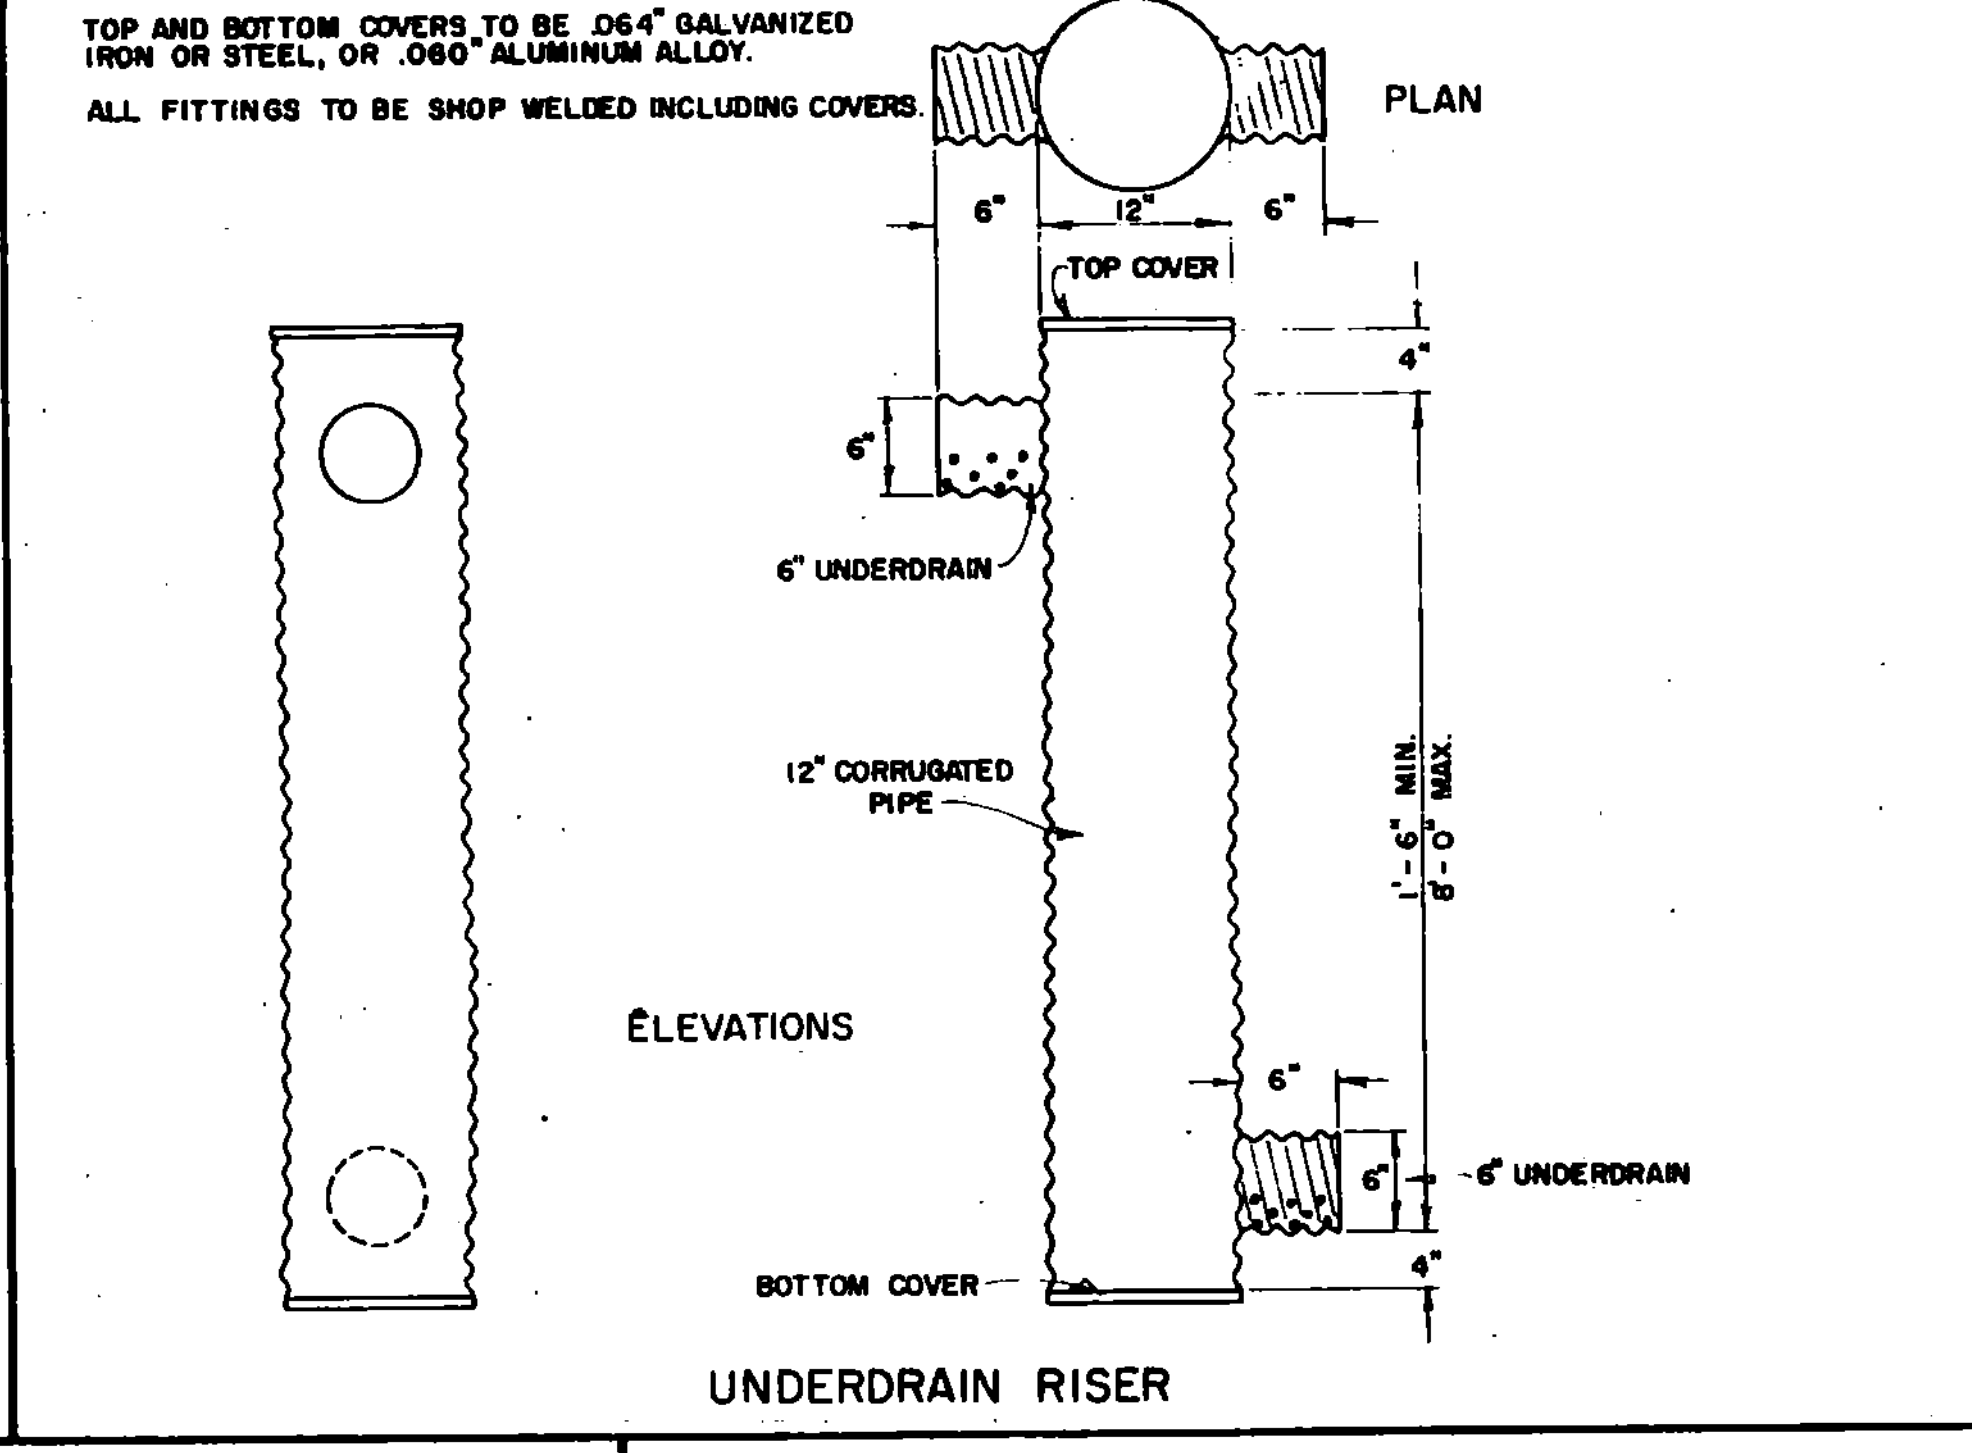 TOP AND BOTTOM COVERS TO BE .064" GALVANIZED
IRON OR STEEL, OR .060" ALUMINUM ALLOY.
ALL FITTINGS TO BE SHOP WELDED INCLUDING COVERS.
PLAN
6"
12"
6"
TOP COVER
4"
6"
6" UNDERDRAIN
12" CORRUGATED
PIPE
1'-6" MIN.
8'-0" MAX.
ELEVATIONS
6"
6"
6" UNDERDRAIN
4"
BOTTOM COVER
UNDERDRAIN RISER